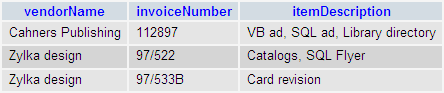 vendorName invoiceNumber itemDescription
Cahners Publishing 112897 VB ad, SQL ad, Library directory
Zylka design 97/522 Catalogs, SQL Flyer
Zylka design 97/533B Card revision